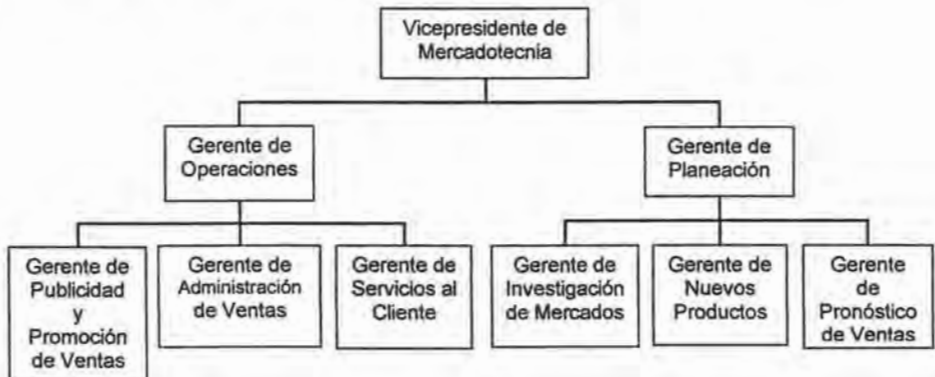 Vicepresidente de
Mercadotecnia
Gerente de
Operaciones
Gerente de
Planeación
Gerente de
Publicidad
y
Promoción
de Ventas
Gerente de
Administración
de Ventas
Gerente de
Servicios al
Cliente
Gerente de
Investigación
de Mercados
Gerente de
Nuevos
Productos
Gerente
de
Pronóstico
de Ventas